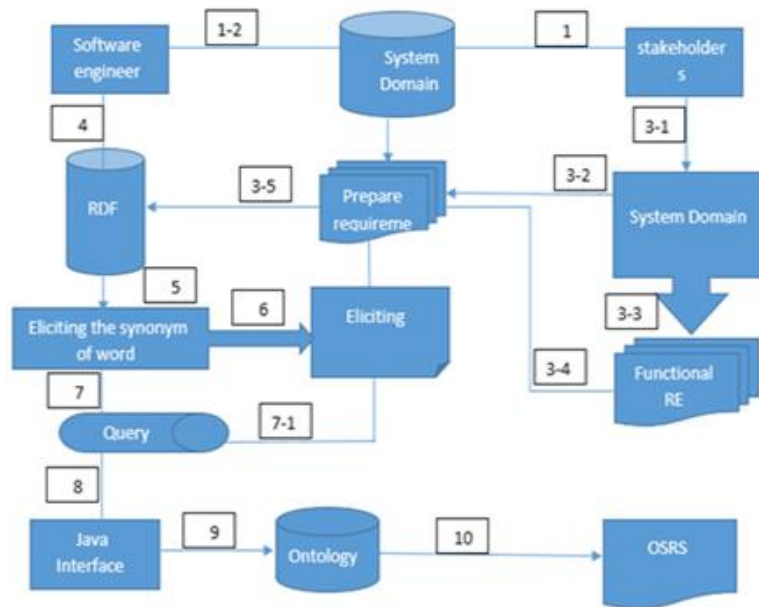 1-2
1
Software
engineer
System
Domain
stakeholder
s
4
3-1
3-5
3-2
RDF
Prepare
requireme
System Domain
5
6
Eliciting
3-3
Eliciting the synonym
of word
3-4
Functional
RE
7
Query
7-1
8
Java
Interface
9
Ontology
10
OSRS